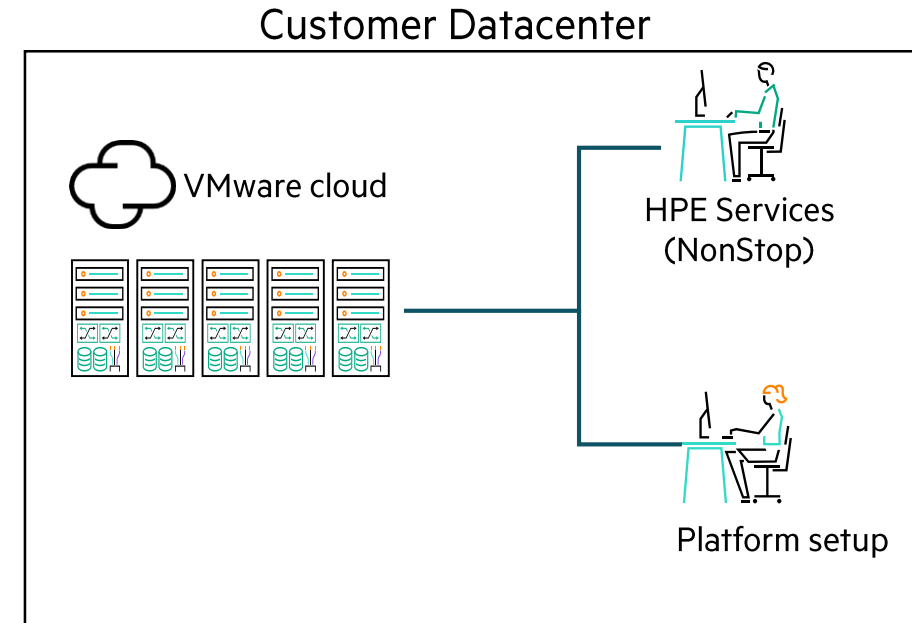 Customer Datacenter
VMware cloud
HPE Services
(NonStop)
Platform setup